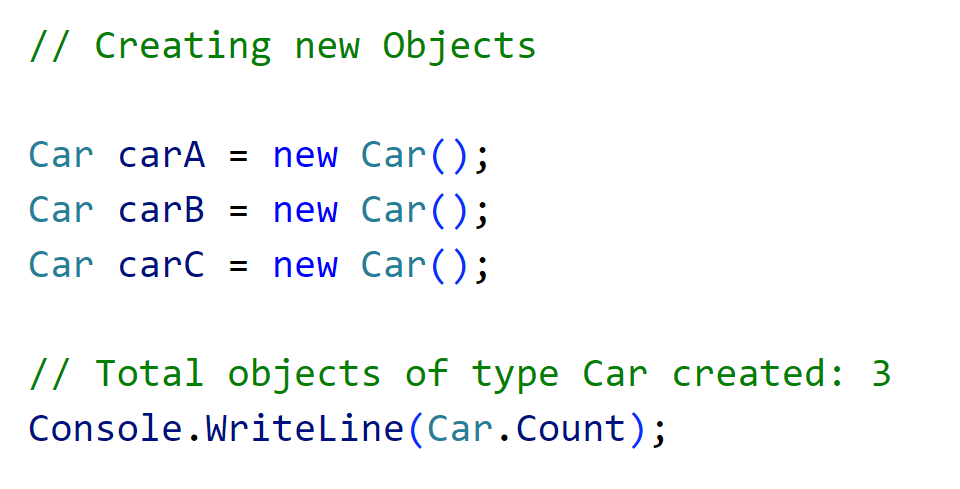 // Creating new Objects
Car carA = new Car();
Car carB = new Car();
Car carC = new Car();
// Total objects of type Car created: 3
Console.WriteLine(Car.Count);